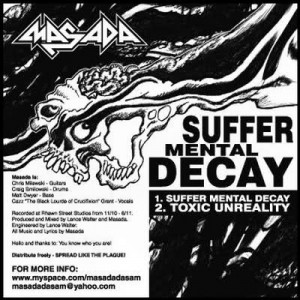 MASADA
SUFFER
MENTAL
DECAY
1. SUFFER MENTAL DECAY
2. TOXIC UNREALITY
Masada is:
Chris Milewski - Guitars
Craig Smilowski - Drums
Matt Dwyer - Bass
Cazz "The Black Lourde of Crucifixion" Grant - Vocals
Recorded at Rhawn Street Studios from 11/10 - 6/11.
Produced and Mixed by Lance Walter and Masada.
Engineered by Lance Walter.
All Music and Lyrics by Masada.
Hello and thanks to: You know who you are!
Distribute freely - SPREAD LIKE THE PLAGUE!
FOR MORE INFO:
www.myspace.com/masadadasam
masadadasam@yahoo.com